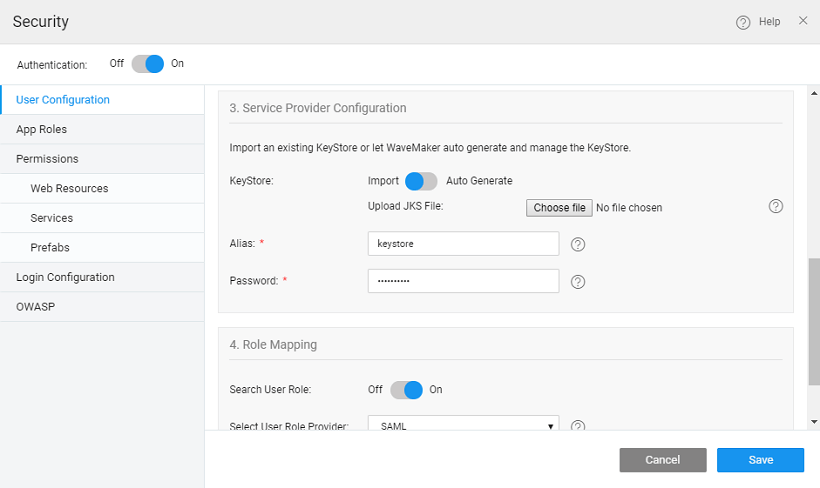 Security
? Help ×
Authentication: Off On
User Configuration
App Roles
Permissions
Web Resources
Services
Prefabs
Login Configuration
OWASP
3. Service Provider Configuration
Import an existing KeyStore or let WaveMaker auto generate and manage the KeyStore.
KeyStore: Import Auto Generate
Upload JKS File: Choose file No file chosen ?
Alias: * keystore ?
Password: * •••••••••• ?
4. Role Mapping
Search User Role: Off On
Select User Role Provider: SAML ?
Cancel Save